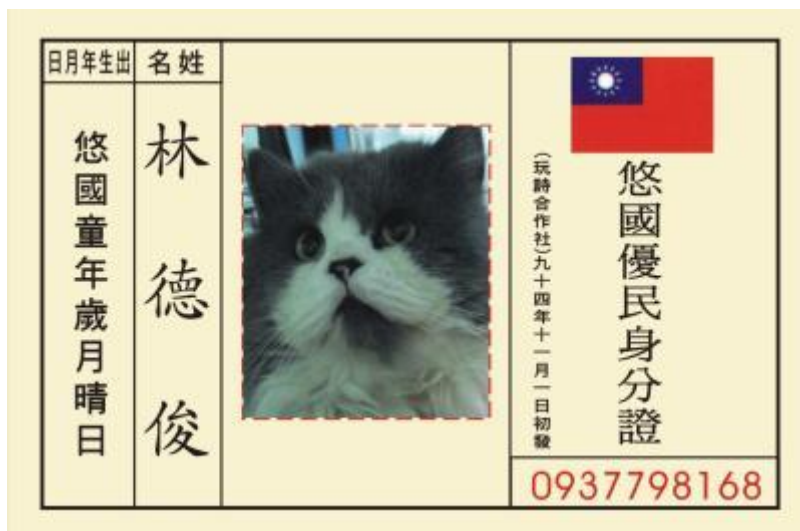 悠國優民身分證
(玩詩合作社)九十四年十一月一日初發
0937798168
名姓
林德俊
日月年生出
悠國童年歲月晴日